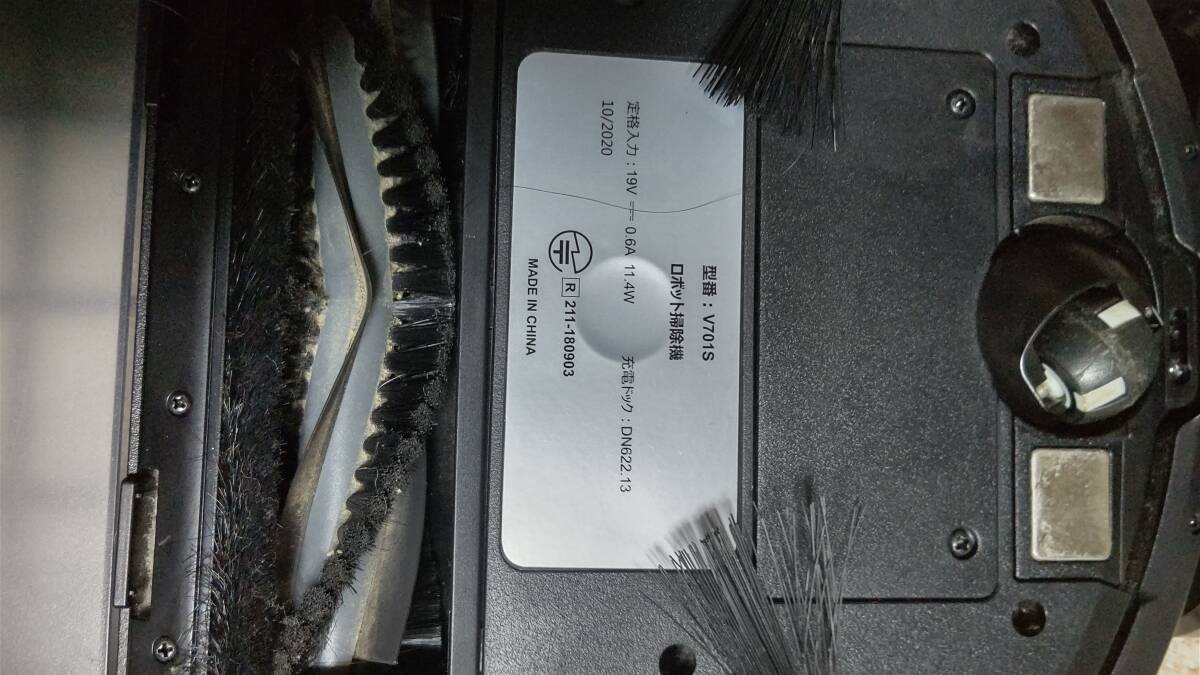 型番：V701S
ロボット掃除機
定格入力：19V ⎓ 0.6A 11.4W 充電ドック：DN622.13
10/2020
R 211-180903
MADE IN CHINA